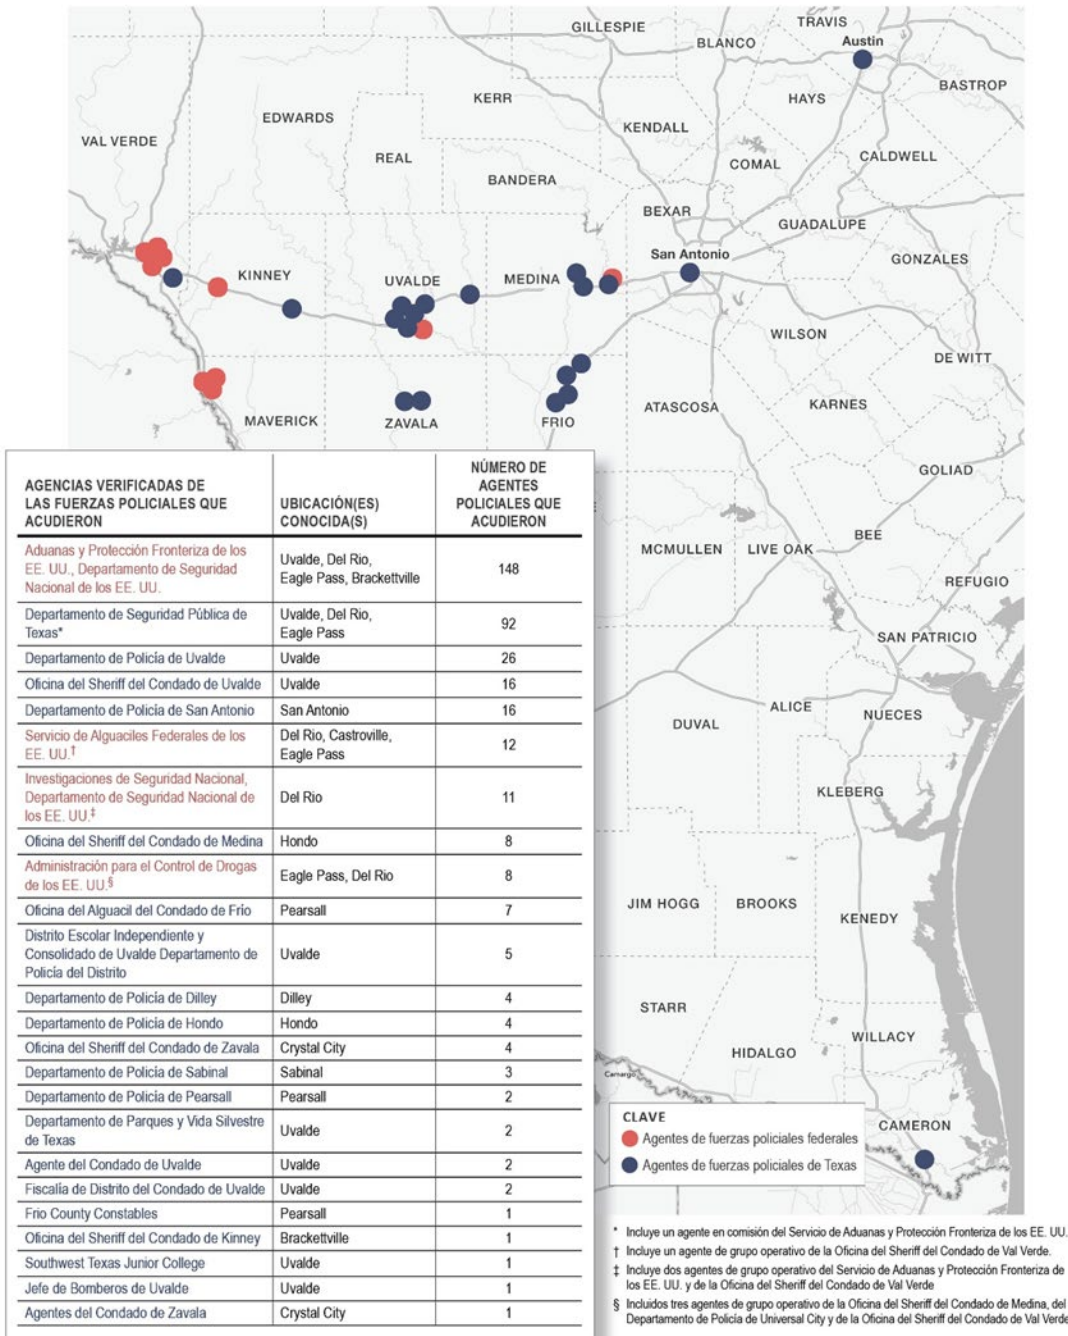 GILLESPIE
TRAVIS
Austin
BLANCO
BASTROP
KERR
HAYS
EDWARDS
KENDALL
VAL VERDE
REAL
COMAL
CALDWELL
BANDERA
BEXAR
GUADALUPE
San Antonio
GONZALES
KINNEY
UVALDE
MEDINA
WILSON
DE WITT
MAVERICK
ZAVALA
FRIO
ATASCOSA
KARNES
GOLIAD
BEE
MCMULLEN
LIVE OAK
REFUGIO
SAN PATRICIO
ALICE
NUECES
DUVAL
KLEBERG
JIM HOGG
BROOKS
KENEDY
STARR
WILLACY
HIDALGO
Camargo
CAMERON
AGENCIAS VERIFICADAS DE
LAS FUERZAS POLICIALES QUE
ACUDIERON
UBICACIÓN(ES)
CONOCIDA(S)
NÚMERO DE
AGENTES
POLICIALES QUE
ACUDIERON
Aduanas y Protección Fronteriza de los
EE. UU., Departamento de Seguridad
Nacional de los EE. UU.
Uvalde, Del Rio,
Eagle Pass, Brackettville
148
Departamento de Seguridad Pública de
Texas*
Uvalde, Del Rio,
Eagle Pass
92
Departamento de Policía de Uvalde
Uvalde
26
Oficina del Sheriff del Condado de Uvalde
Uvalde
16
Departamento de Policía de San Antonio
San Antonio
16
Servicio de Alguaciles Federales de los
EE. UU.†
Del Rio, Castroville,
Eagle Pass
12
Investigaciones de Seguridad Nacional,
Departamento de Seguridad Nacional de
los EE. UU.‡
Del Rio
11
Oficina del Sheriff del Condado de Medina
Hondo
8
Administración para el Control de Drogas
de los EE. UU.§
Eagle Pass, Del Rio
8
Oficina del Alguacil del Condado de Frío
Pearsall
7
Distrito Escolar Independiente y
Consolidado de Uvalde Departamento de
Policía del Distrito
Uvalde
5
Departamento de Policía de Dilley
Dilley
4
Departamento de Policía de Hondo
Hondo
4
Oficina del Sheriff del Condado de Zavala
Crystal City
4
Departamento de Policía de Sabinal
Sabinal
3
Departamento de Policía de Pearsall
Pearsall
2
Departamento de Parques y Vida Silvestre
de Texas
Uvalde
2
Agente del Condado de Uvalde
Uvalde
2
Fiscalía de Distrito del Condado de Uvalde
Uvalde
2
Frio County Constables
Pearsall
1
Oficina del Sheriff del Condado de Kinney
Brackettville
1
Southwest Texas Junior College
Uvalde
1
Jefe de Bomberos de Uvalde
Uvalde
1
Agentes del Condado de Zavala
Crystal City
1
CLAVE
Agentes de fuerzas policiales federales
Agentes de fuerzas policiales de Texas
* Incluye un agente en comisión del Servicio de Aduanas y Protección Fronteriza de los EE. UU.
† Incluye un agente de grupo operativo de la Oficina del Sheriff del Condado de Val Verde.
‡ Incluye dos agentes de grupo operativo del Servicio de Aduanas y Protección Fronteriza de
los EE. UU. y de la Oficina del Sheriff del Condado de Val Verde
§ Incluidos tres agentes de grupo operativo de la Oficina del Sheriff del Condado de Medina, del
Departamento de Policía de Universal City y de la Oficina del Sheriff del Condado de Val Verde